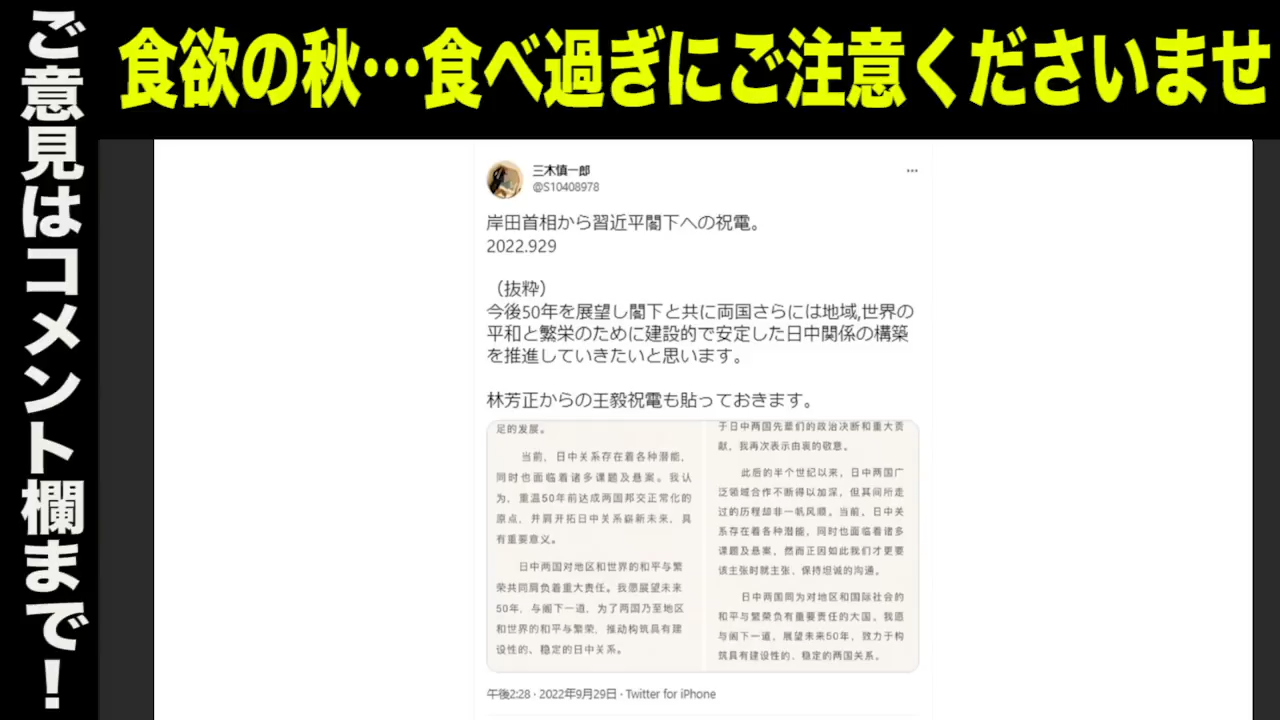 ご意見はコメント欄まで！
食欲の秋…食べ過ぎにご注意くださいませ
三木慎一郎
@S10408978
岸田首相から習近平閣下への祝電。
2022.929
（抜粋）
今後50年を展望し閣下と共に両国さらには地域,世界の
平和と繁栄のために建設的で安定した日中関係の構築
を推進していきたいと思います。
林芳正からの王毅祝電も貼っておきます。
足的发展。
当前，日中关系存在着各种潜能，
同时也面临着诸多课题及悬案。我认
为，重温50年前达成两国邦交正常化的
原点，并肩开拓日中关系崭新未来，具
有重要意义。
日中两国对地区和世界的和平与繁
荣共同肩负着重大责任。我愿展望未来
50年，与阁下一道，为了两国乃至地区
和世界的和平与繁荣，推动构筑具有建
设性的、稳定的日中关系。
于日中两国先辈们的政治决断和重大贡
献，我再次表示由衷的敬意。
此后的半个世纪以来，日中两国广
泛领域合作不断得以加深，但其间所走
过的历程却非一帆风顺。当前，日中关
系存在着各种潜能，同时也面临着诸多
课题及悬案，然而正因如此我们才更要
该主张时就主张、保持坦诚的沟通。
日中两国同为对地区和国际社会的
和平与繁荣负有重要责任的大国。我愿
与阁下一道，展望未来50年，致力于构
筑具有建设性的、稳定的两国关系。
午後2:28 · 2022年9月29日 · Twitter for iPhone